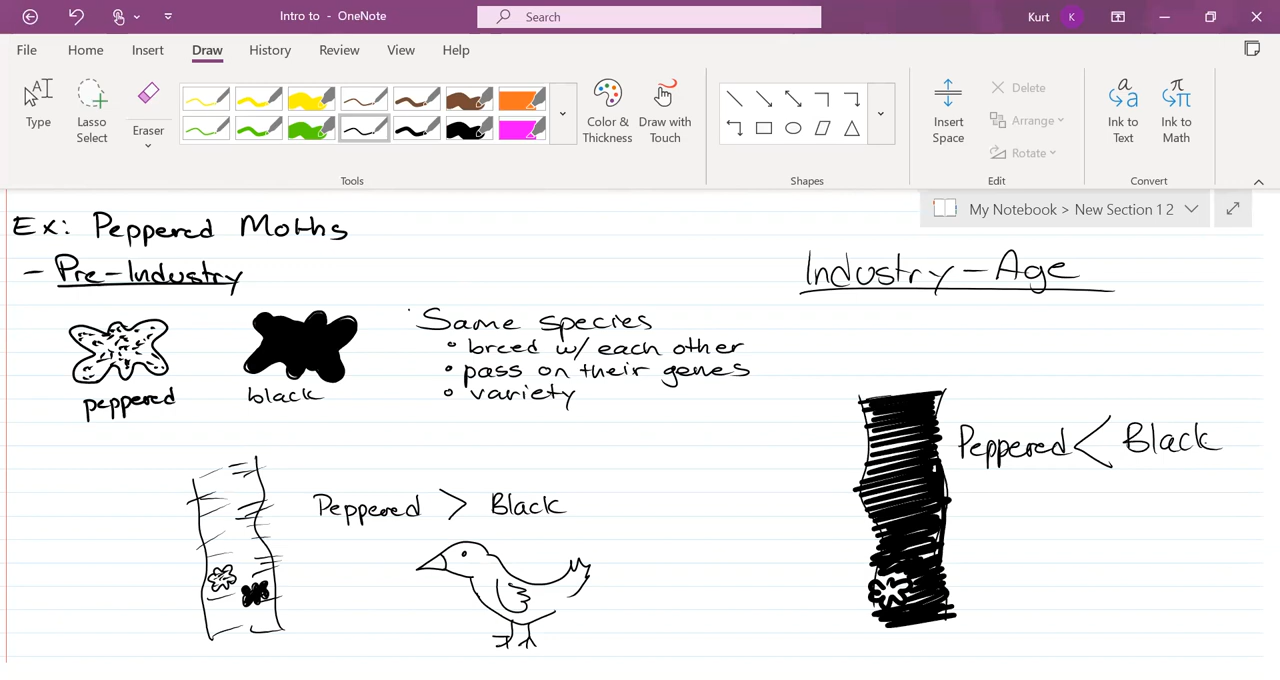 Intro to - OneNote
Search
Kurt
K
File Home Insert Draw History Review View Help
Type
Lasso Select
Eraser
Color & Thickness
Draw with Touch
Insert Space
Delete
Arrange
Rotate
Ink to Text
Ink to Math
Tools
Shapes
Edit
Convert
My Notebook > New Section 1 2
Ex: Peppered Moths
- Pre-Industry
Industry-Age
peppered
black
Same species
• breed w/ each other
• pass on their genes
• variety
Peppered < Black
Peppered > Black